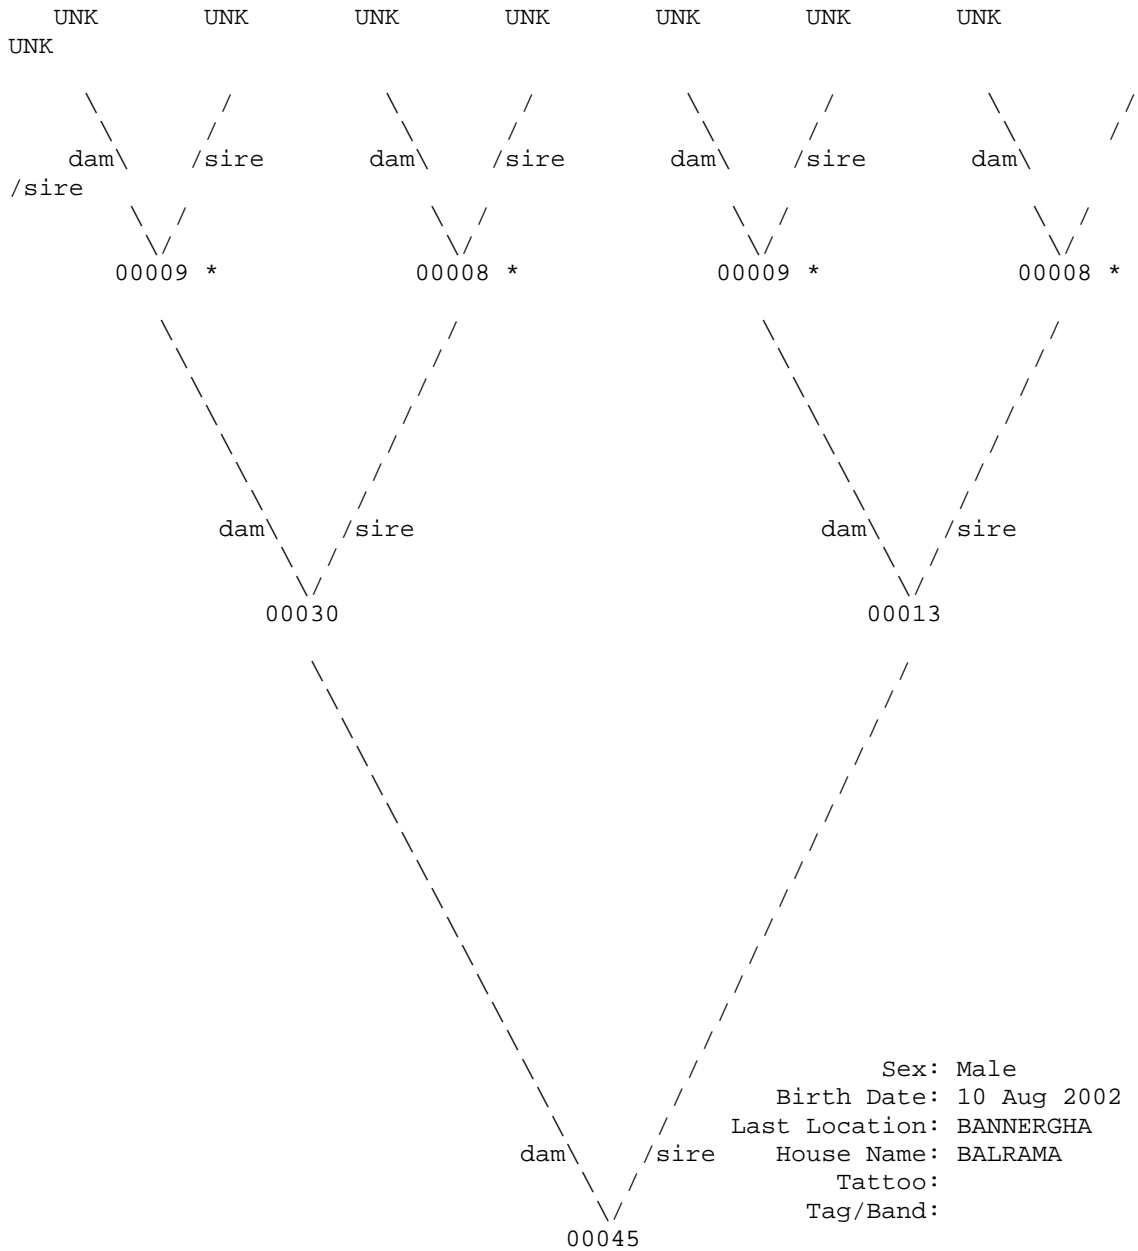 UNK UNK UNK UNK UNK UNK UNK
UNK
\ / \ / \ / \ /
\ / \ / \ / \ /
dam\ /sire dam\ /sire dam\ /sire dam\
/sire
\ / \ / \ / \ /
\ / \ / \ / \ /
\/ \/ \/ \/
00009 * 00008 * 00009 * 00008 *
\ / \ /
\ / \ /
\ / \ /
\ / \ /
\ / \ /
\ / \ /
\ / \ /
dam\ /sire dam\ /sire
\ / \ /
\ / \ /
\/ \/
00030 00013
\ /
\ /
\ /
\ /
\ /
\ /
\ /
\ /
\ /
\ /
\ /
\ /
\ /
\ /
\ / Sex: Male
\ / Birth Date: 10 Aug 2002
\ / Last Location: BANNERGHA
dam\ /sire House Name: BALRAMA
\ / Tattoo:
\/ Tag/Band:
00045